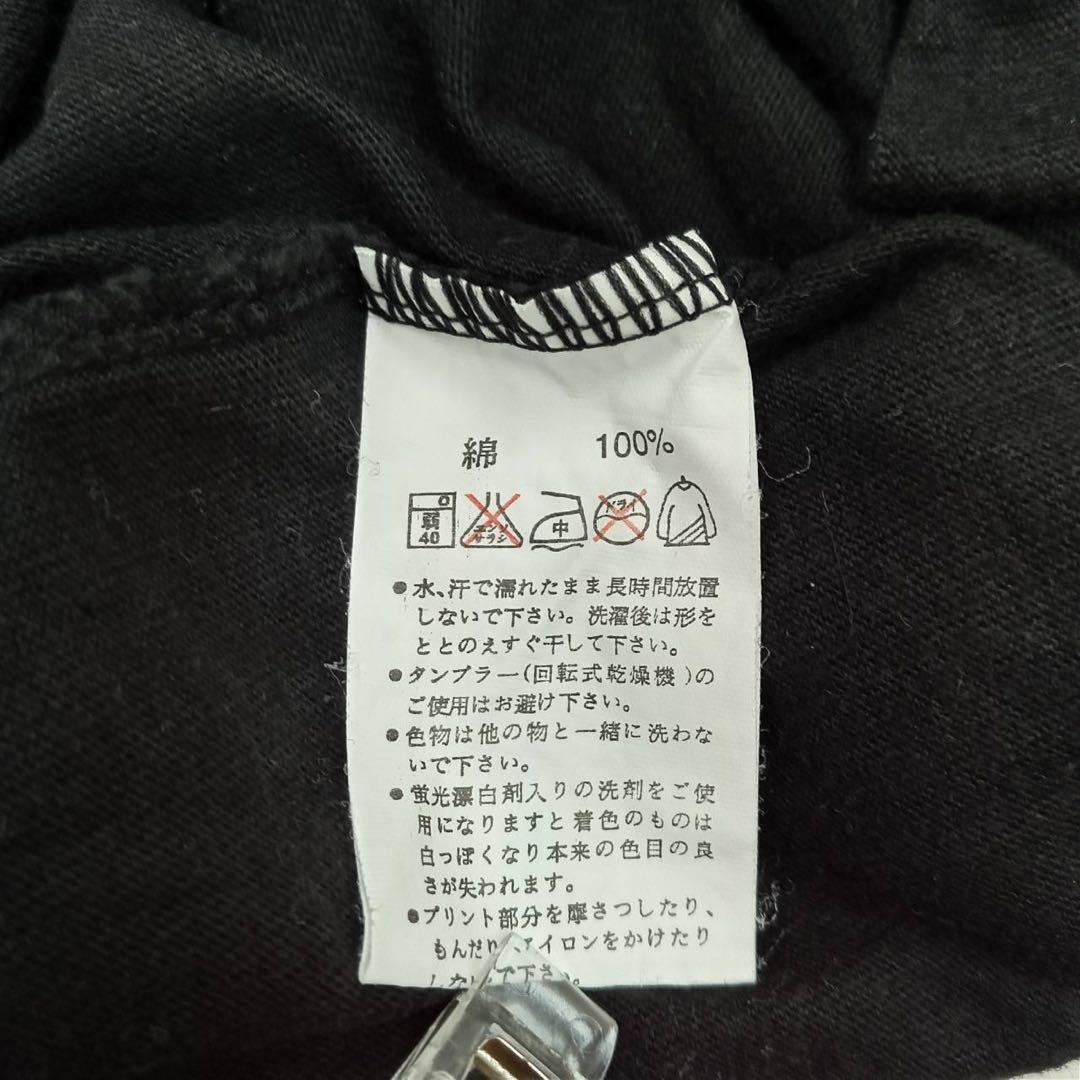 綿 100%
弱 40 エンソ サラシ 中 ドライ
●水、汗で濡れたまま長時間放置
しないで下さい。洗濯後は形を
ととのえすぐ干して下さい。
●タンブラー(回転式乾燥機)の
ご使用はお避け下さい。
●色物は他の物と一緒に洗わな
いで下さい。
●蛍光漂白剤入りの洗剤をご使
用になりますと着色のものは
白っぽくなり本来の色目の良
さが失われます。
●プリント部分を摩さつしたり、
もんだり、アイロンをかけたり
しないで下さい。